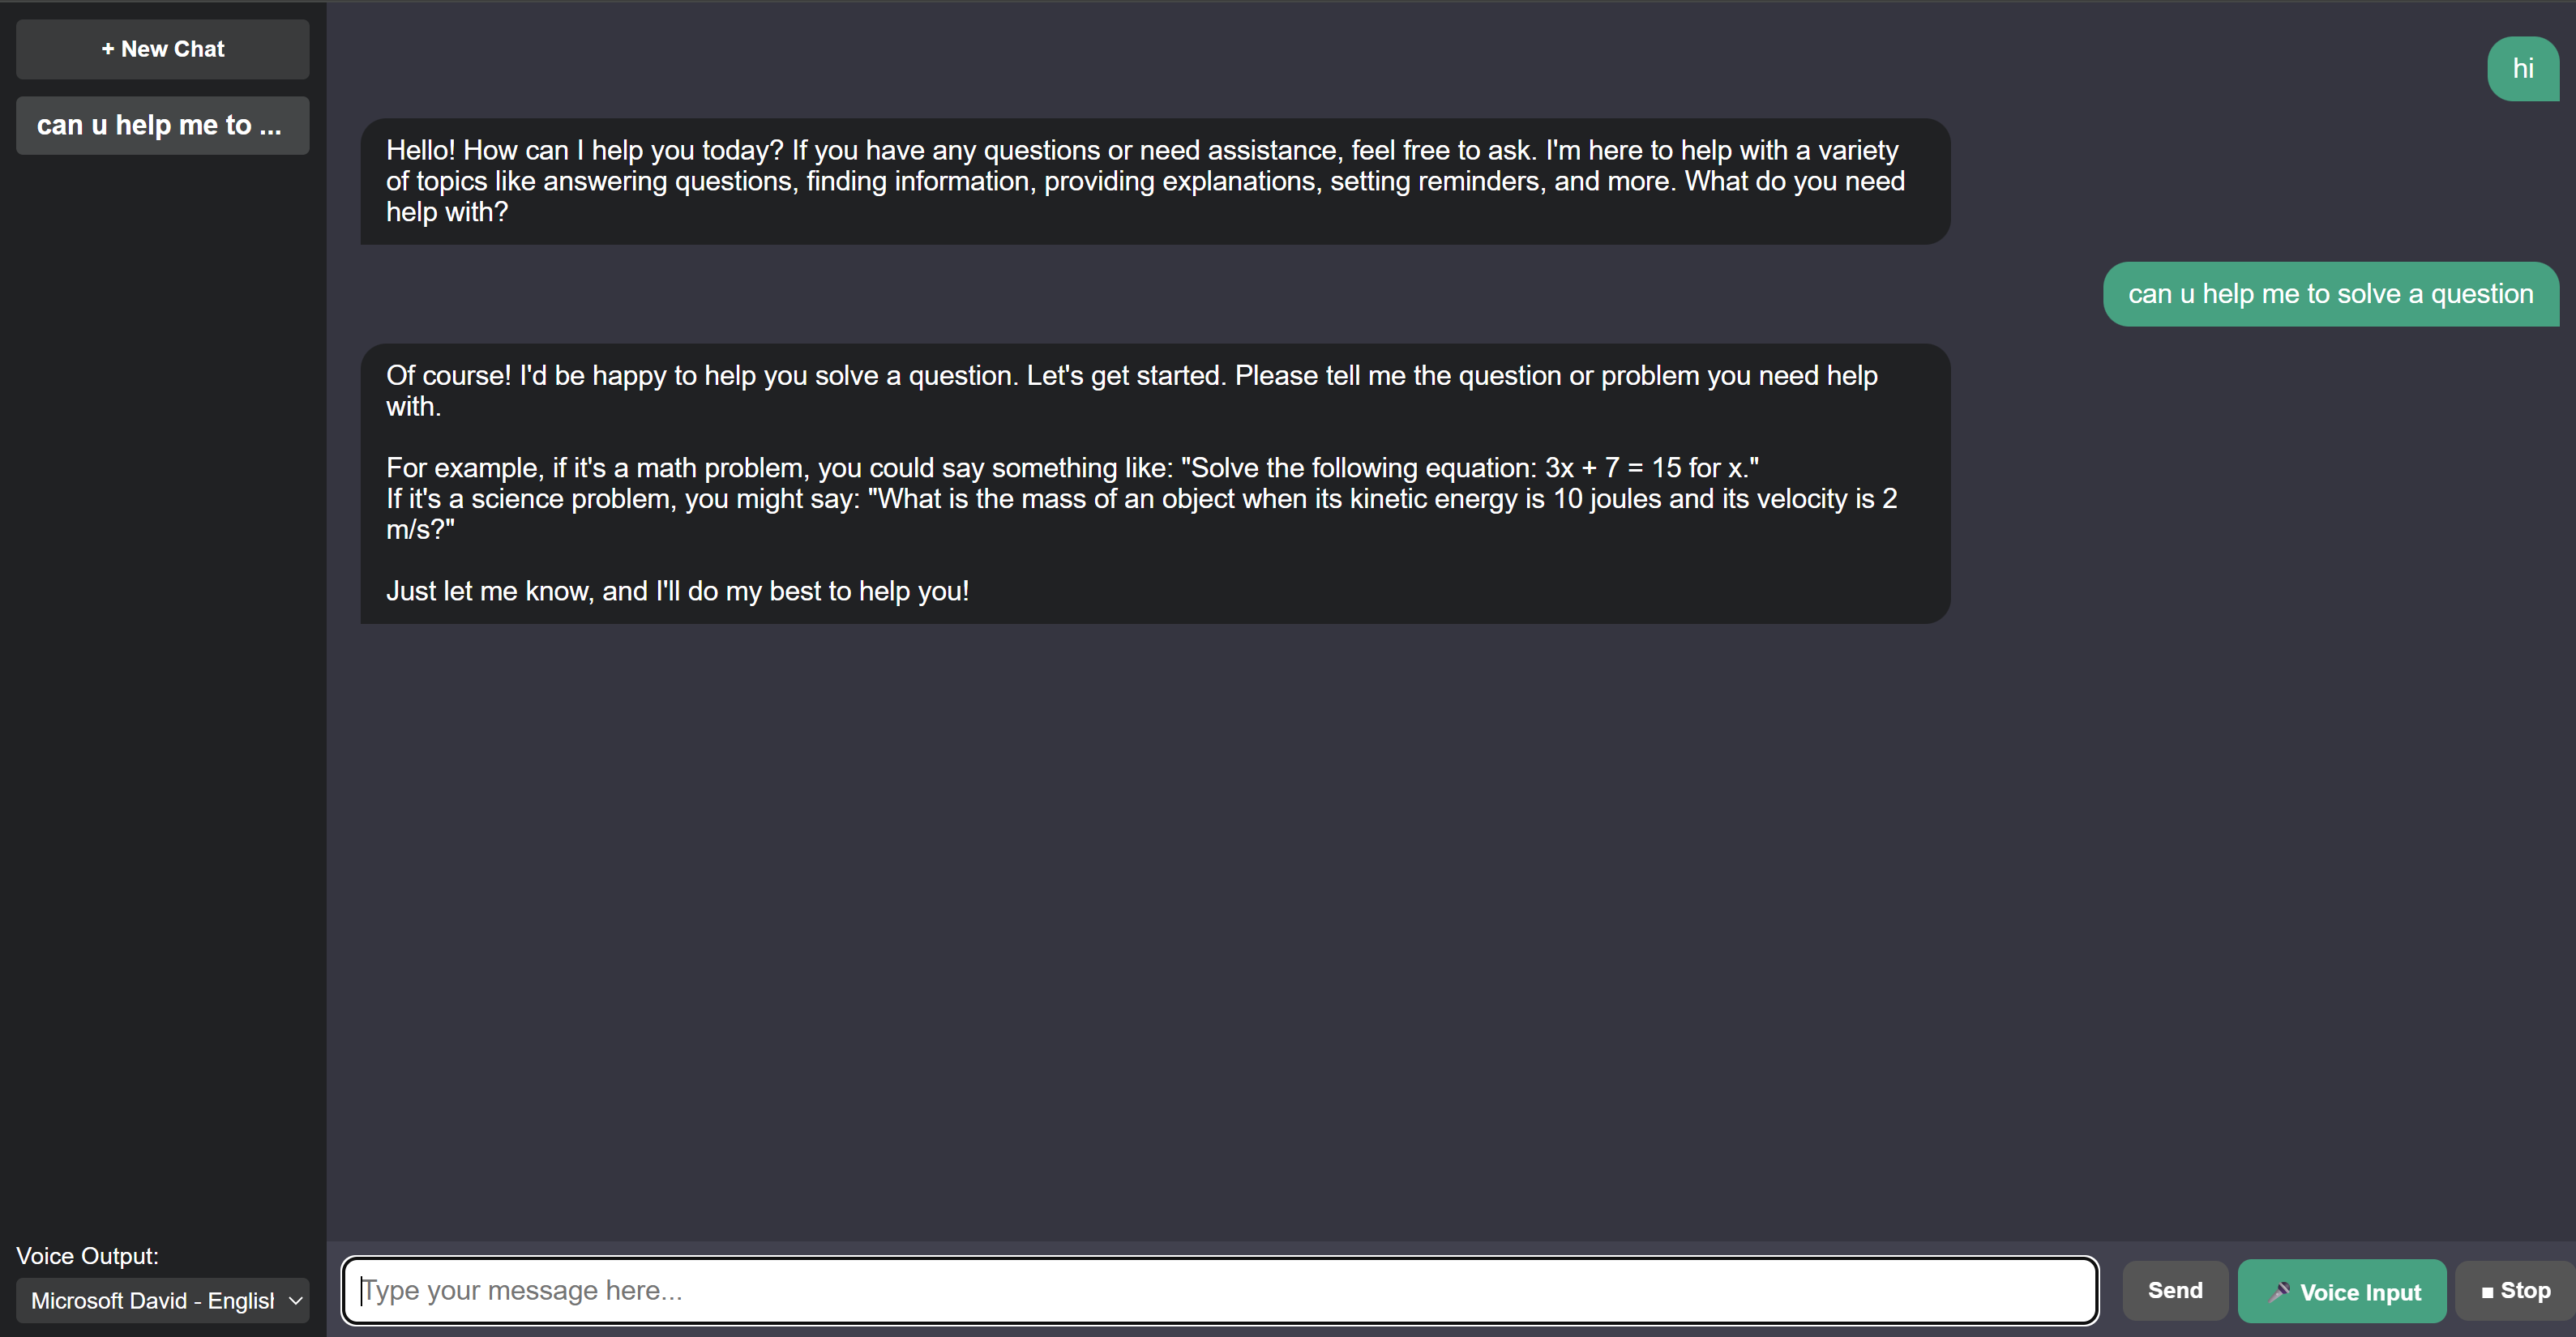 + New Chat
can u help me to ...
hi
Hello! How can I help you today? If you have any questions or need assistance, feel free to ask. I'm here to help with a variety
of topics like answering questions, finding information, providing explanations, setting reminders, and more. What do you need
help with?
can u help me to solve a question
Of course! I'd be happy to help you solve a question. Let's get started. Please tell me the question or problem you need help
with.
For example, if it's a math problem, you could say something like: "Solve the following equation: 3x + 7 = 15 for x."
If it's a science problem, you might say: "What is the mass of an object when its kinetic energy is 10 joules and its velocity is 2
m/s?"
Just let me know, and I'll do my best to help you!
Voice Output:
Microsoft David - English
Type your message here...
Send
🎤 Voice Input
■ Stop